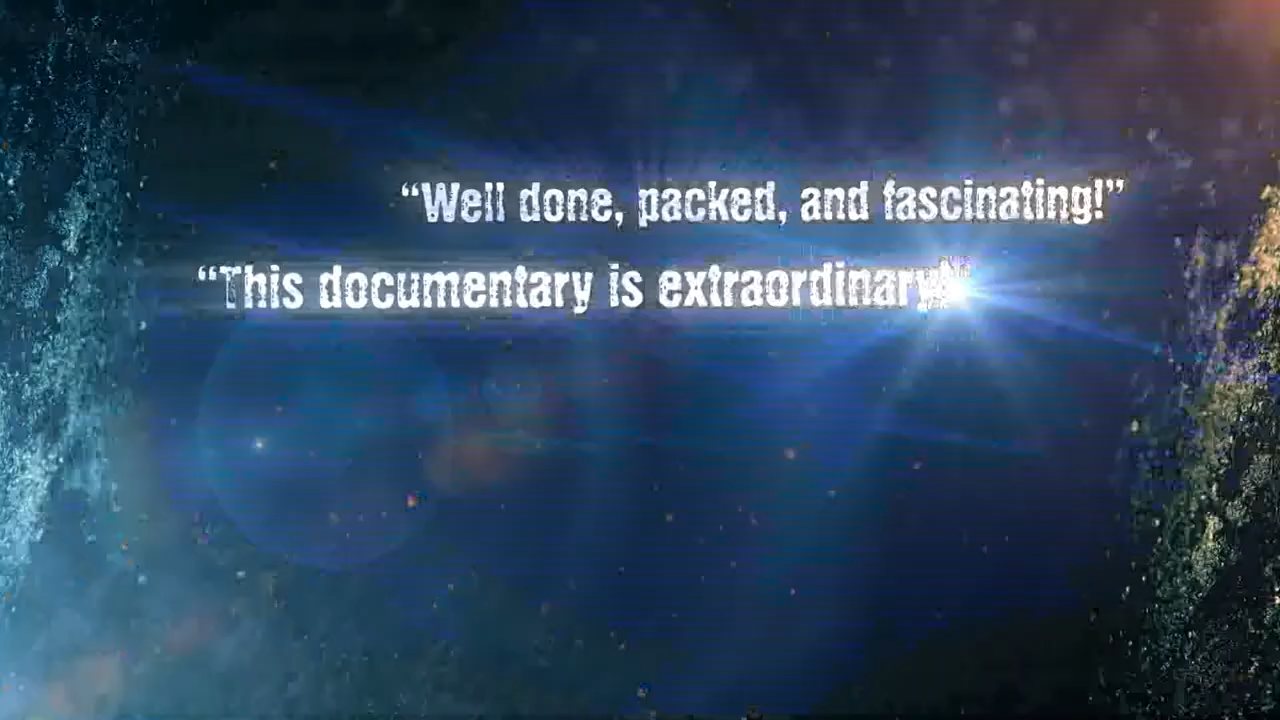 “Well done, packed, and fascinating!”
“This documentary is extraordinary!”